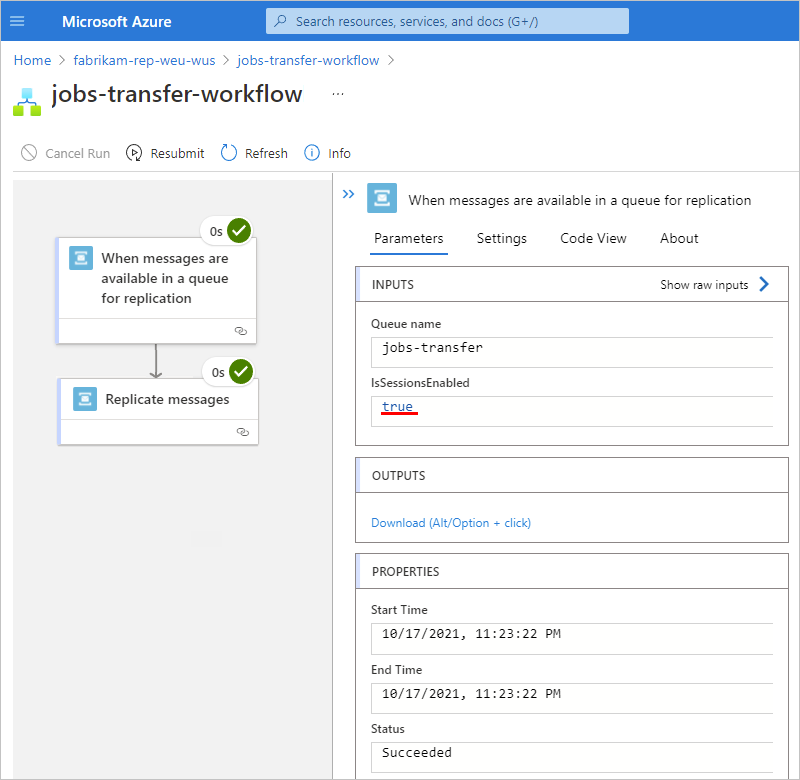 Microsoft Azure
Search resources, services, and docs (G+/)
Home > fabrikam-rep-weu-wus > jobs-transfer-workflow >
jobs-transfer-workflow ...
Cancel Run Resubmit Refresh Info
0s
When messages are
available in a queue
for replication
0s
Replicate messages
When messages are available in a queue for replication
Parameters Settings Code View About
INPUTS Show raw inputs
Queue name
jobs-transfer
IsSessionsEnabled
true
OUTPUTS
Download (Alt/Option + click)
PROPERTIES
Start Time
10/17/2021, 11:23:22 PM
End Time
10/17/2021, 11:23:22 PM
Status
Succeeded